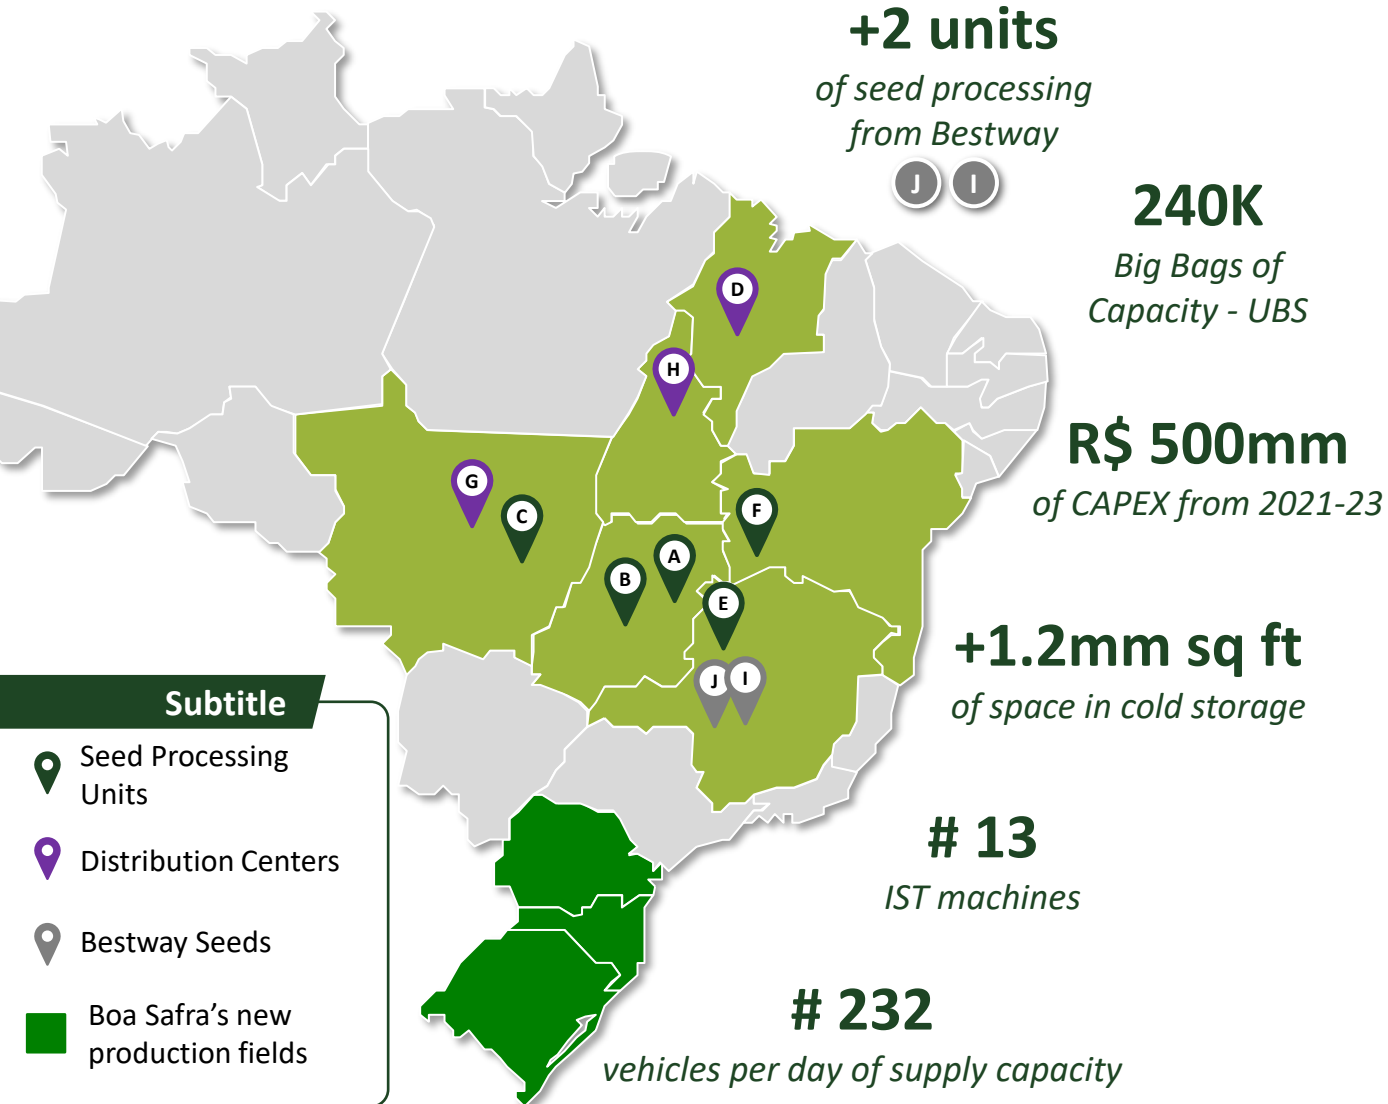 +2 units
of seed processing
from Bestway
J I
240K
Big Bags of
Capacity - UBS
D
H
R$ 500mm
of CAPEX from 2021-23
G
C
F
A
B
E
J I
+1.2mm sq ft
of space in cold storage
Subtitle
Seed Processing
Units
Distribution Centers
Bestway Seeds
Boa Safra’s new
production fields
# 13
IST machines
# 232
vehicles per day of supply capacity